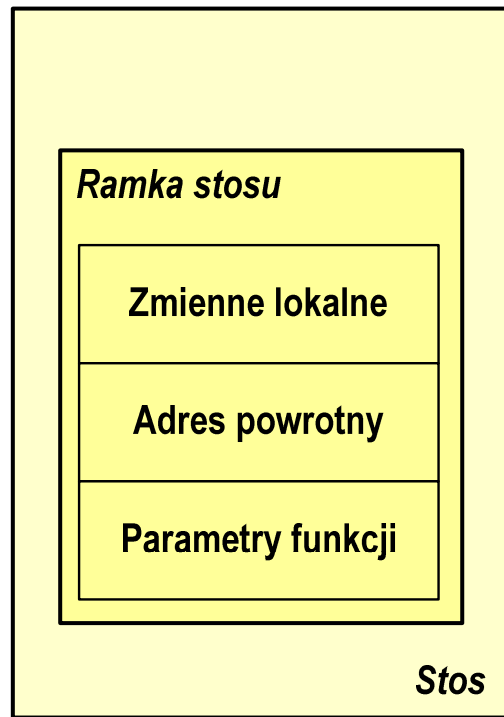 Ramka stosu
Zmienne lokalne
Adres powrotny
Parametry funkcji
Stos